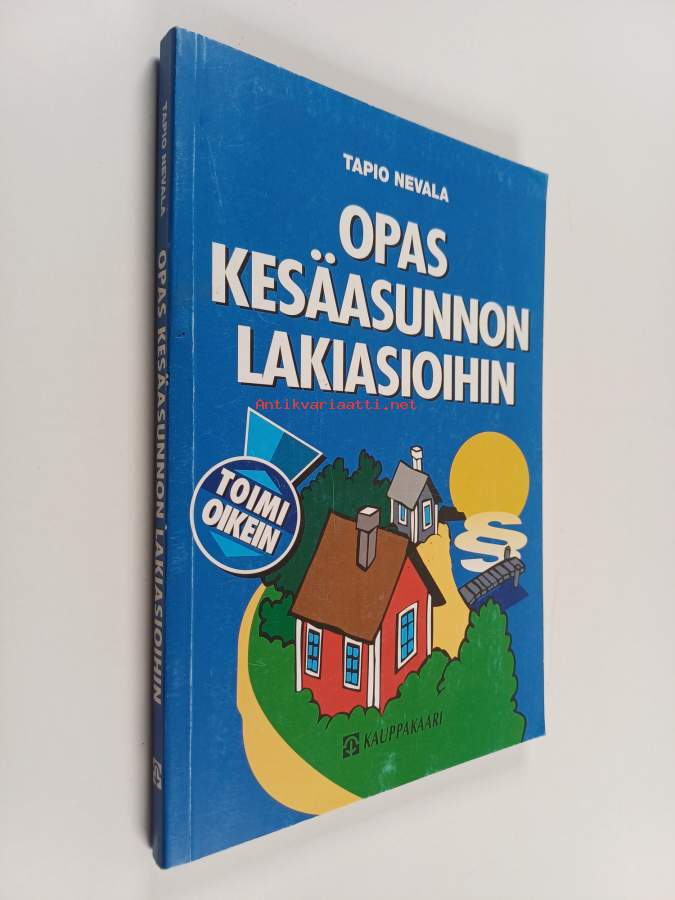 TAPIO NEVALA
OPAS
KESÄASUNNON
LAKIASIOIHIN
Antikvariaatti.net
TOIMI
OIKEIN
§
KAUPPAKAARI
TAPIO NEVALA OPAS KESÄASUNNON LAKIASIOIHIN